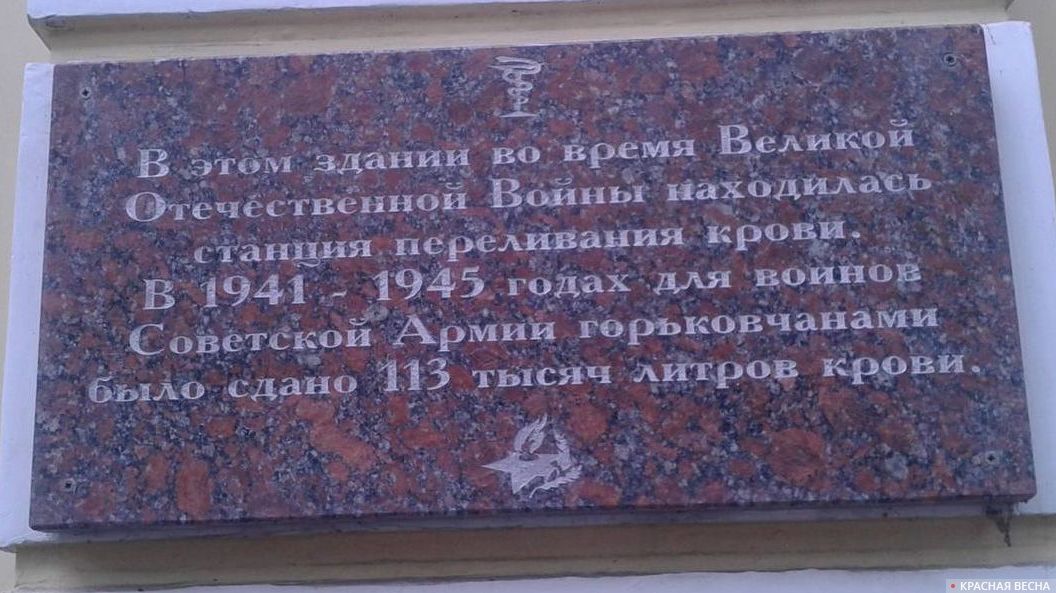 В этом здании во время Великой
Отечественной Войны находилась
станция переливания крови.
В 1941 - 1945 годах для воинов
Советской Армии горьковчанами
было сдано 113 тысяч литров крови.
КРАСНАЯ ВЕСНА